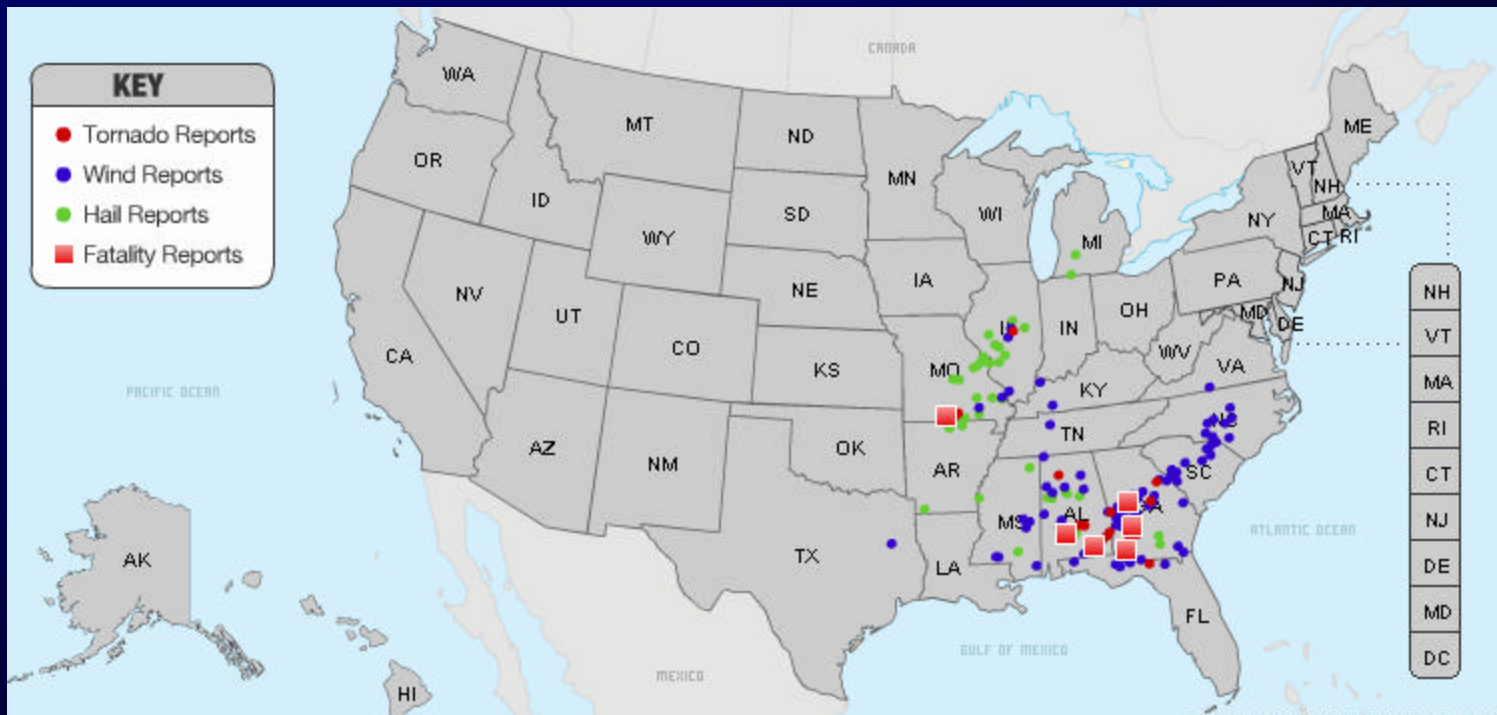 CANADA
KEY
Tornado Reports
Wind Reports
Hail Reports
Fatality Reports
WA
OR
ID
MT
ND
MN
SD
WY
WI
MI
ME
VT
NH
NY
MA
CT
RI
NV
UT
CO
NE
IA
PA
NJ
OH
MD
DE
IN
WV
VA
CA
KS
MO
KY
AZ
NM
OK
AR
TN
SC
PACIFIC OCEAN
ATLANTIC OCEAN
AK
TX
LA
MS
AL
FL
GULF OF MEXICO
MEXICO
HI
NH
VT
MA
RI
CT
NJ
DE
MD
DC